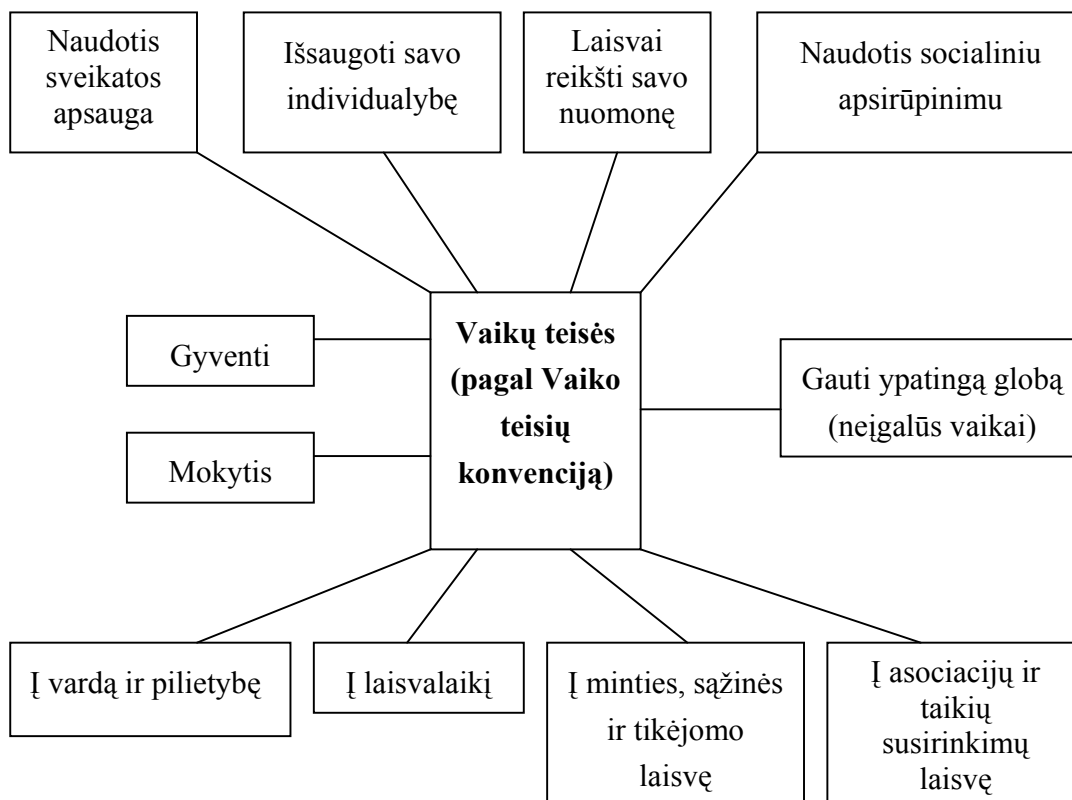 Naudotis
sveikatos
apsauga
Išsaugoti savo
individualybę
Laisvai
reikšti savo
nuomonę
Naudotis socialiniu
apsirūpinimu
Gyventi
Mokytis
Vaikų teisės
(pagal Vaiko
teisių
konvenciją)
Gauti ypatingą globą
(neįgalūs vaikai)
Į vardą ir pilietybę
Į laisvalaikį
Į minties, sąžinės
ir tikėjomo
laisvę
Į asociacijų ir
taikių
susirinkimų
laisvę